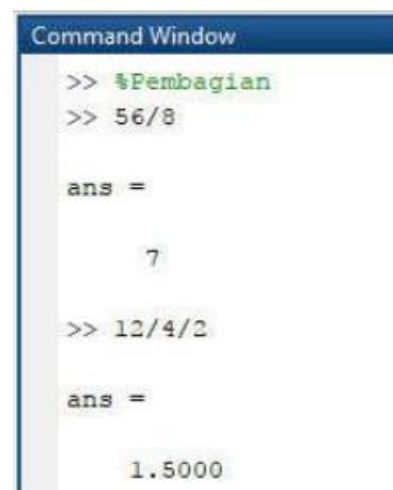 Command Window
>> %Pembagian
>> 56/8
ans =
7
>> 12/4/2
ans =
1.5000